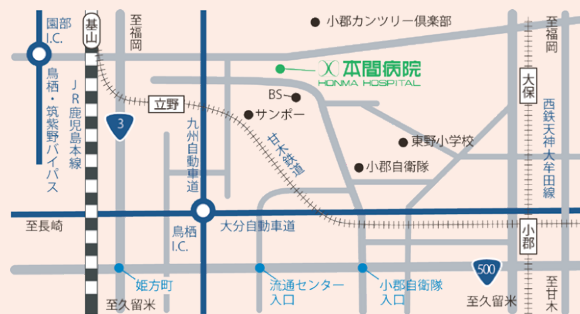 園部
I.C.
基山
至福岡
小郡カンツリー倶楽部
至福岡
本間病院
HONMA HOSPITAL
大保
BS
立野
サンポー
3
鳥栖・筑紫野バイパス
JR鹿児島本線
九州自動車道
甘木鉄道
東野小学校
小郡自衛隊
西鉄天神大牟田線
至長崎
鳥栖
I.C.
大分自動車道
小郡
姫方町
流通センター
入口
小郡自衛隊
入口
500
至久留米
至久留米
至甘木